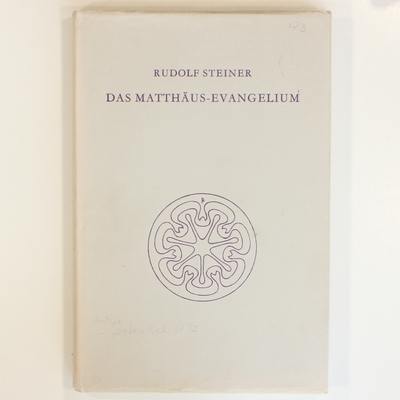 RUDOLF STEINER
DAS MATTHÄUS-EVANGELIUM